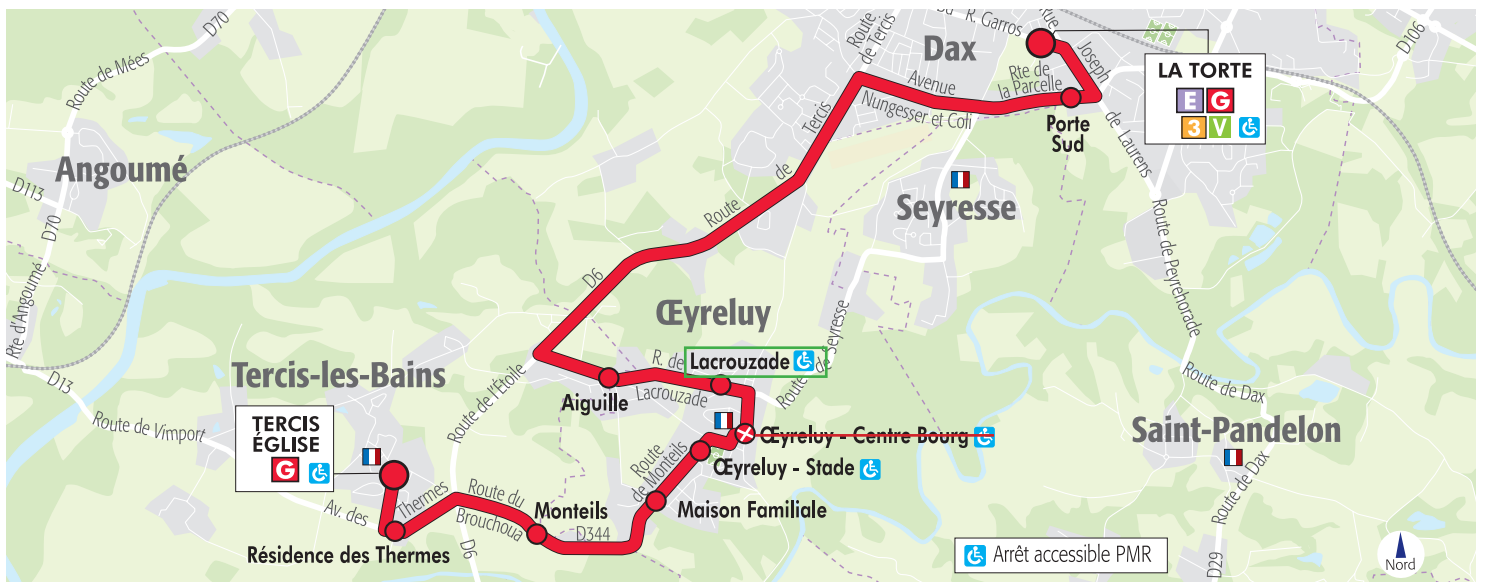 D70
Route de Mées
Angoumé
D113
D70
Rte d'Angoumé
D13
Route de Vimport
Tercis-les-Bains
TERCIS
ÉGLISE
G
Av. des
Thermes
Résidence des Thermes
Route du
Brouchoua
D6
Route de l'Étoile
Monteils
D344
Maison Familiale
Route
de Monteils
Œyreluy - Stade
Œyreluy - Centre Bourg
Œyreluy
Lacrouzade
R. de
Lacrouzade
Aiguille
D6
Route
de
Tercis
Route
de Tercis
Dax
R. Garros
Rue
Joseph
de Laurens
Avenue
Nungesser et Coli
Rte de
la Parcelle
Porte
Sud
LA TORTE
E G
3 V
D106
Seyresse
Route de Seyresse
Route de Peyrehorade
Route de Dax
Saint-Pandelon
Route de Dax
D29
Arrêt accessible PMR
Nord